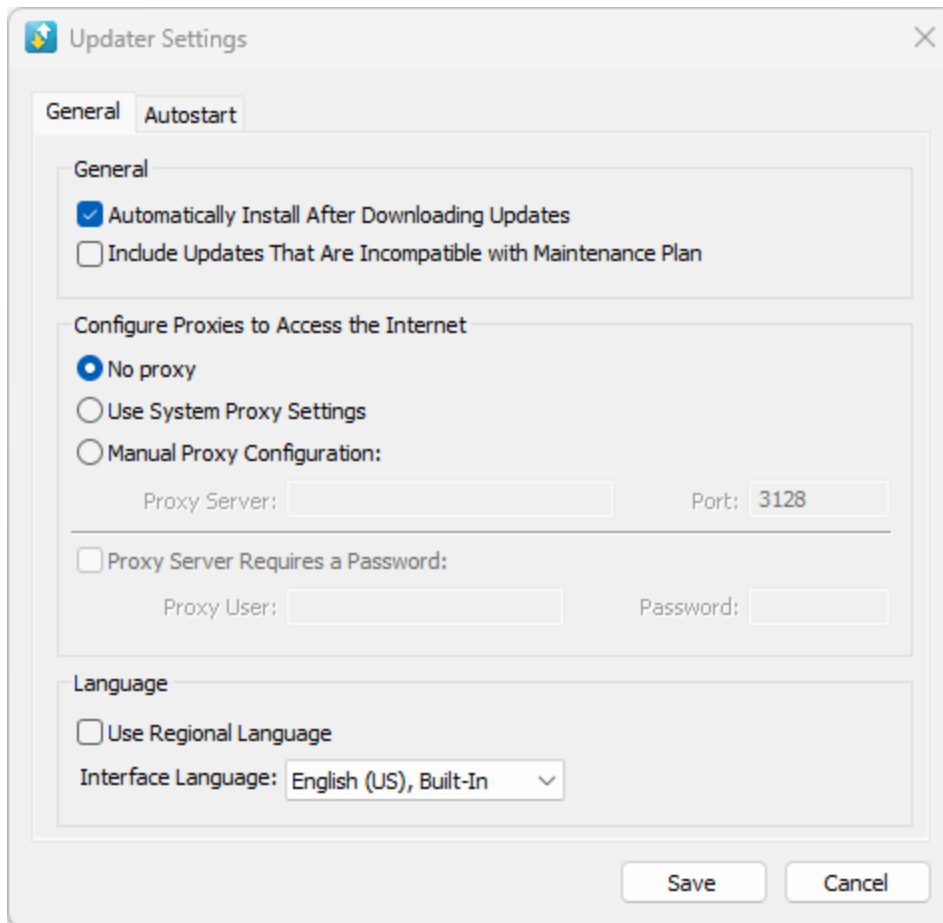 Updater Settings
General Autostart
General
Automatically Install After Downloading Updates
Include Updates That Are Incompatible with Maintenance Plan
Configure Proxies to Access the Internet
No proxy
Use System Proxy Settings
Manual Proxy Configuration:
Proxy Server: Port: 3128
Proxy Server Requires a Password:
Proxy User: Password:
Language
Use Regional Language
Interface Language: English (US), Built-In
Save Cancel